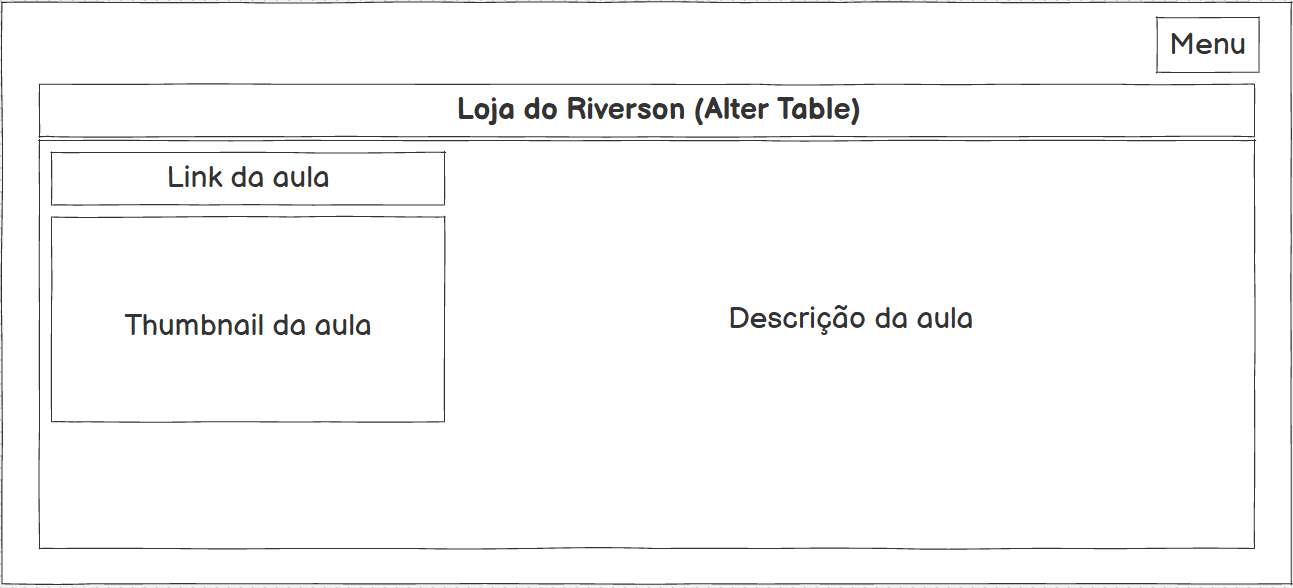 Menu
Loja do Riverson (Alter Table)
Link da aula
Thumbnail da aula
Descrição da aula